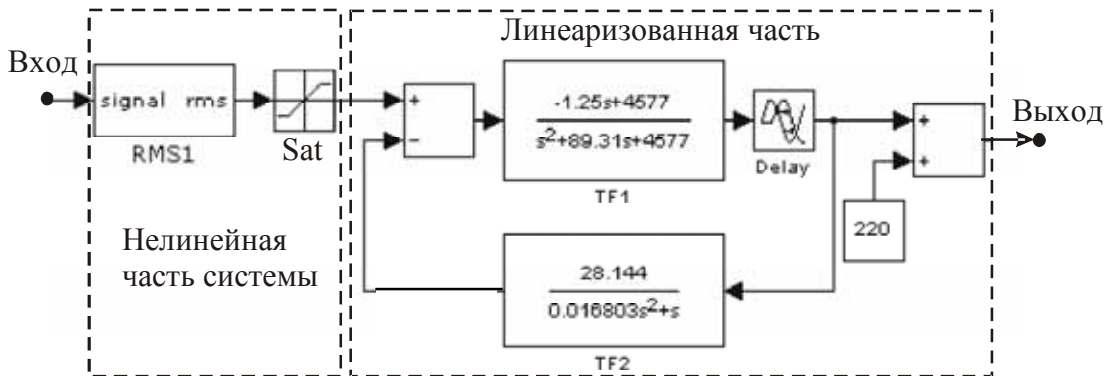 Линеаризованная часть
Вход
signal rms
RMS1
Sat
+
−
-1.25s+4577
s²+89.31s+4577
TF1
Delay
+
+
Выход
220
Нелинейная
часть системы
28.144
0.016803s²+s
TF2